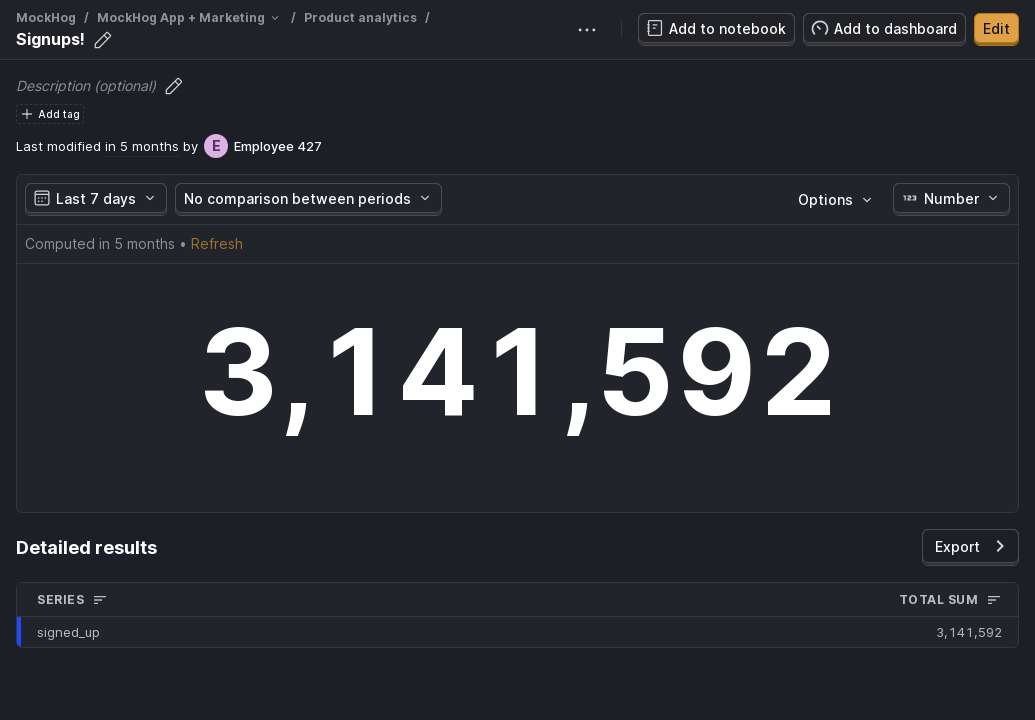 MockHog / MockHog App + Marketing / Product analytics /
Signups!
Add to notebook
Add to dashboard
Edit
Description (optional)
Add tag
Last modified in 5 months by E Employee 427
Last 7 days
No comparison between periods
Options
123 Number
Computed in 5 months • Refresh
3,141,592
Detailed results
Export
SERIES
TOTAL SUM
signed_up
3,141,592